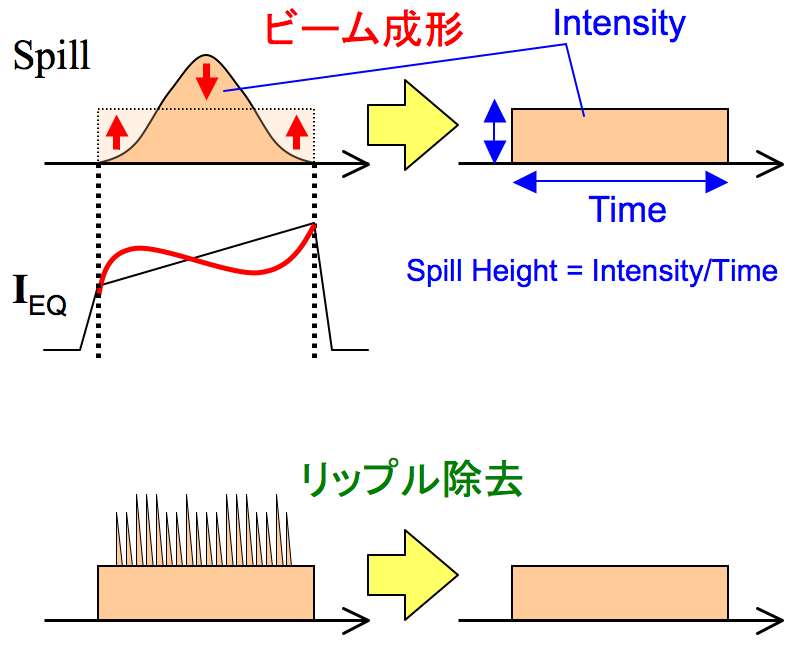 ビーム成形
Intensity
Spill
Time
Spill Height = Intensity/Time
IEQ
リップル除去